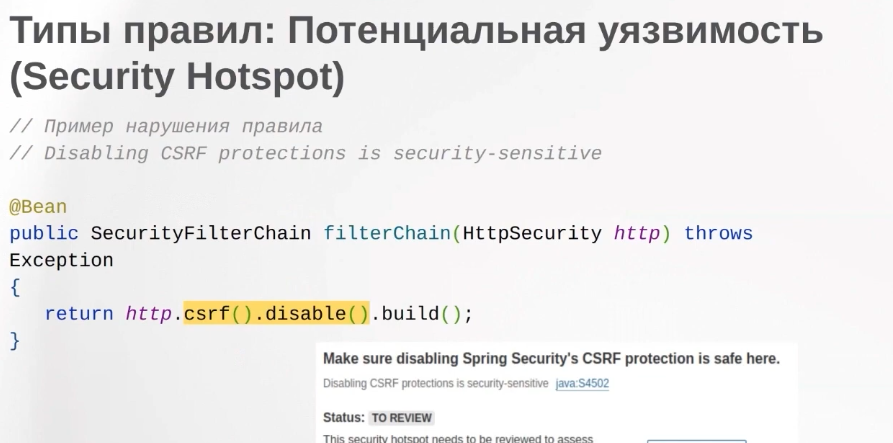 Типы правил: Потенциальная уязвимость
(Security Hotspot)
// Пример нарушения правила
// Disabling CSRF protections is security-sensitive
@Bean
public SecurityFilterChain filterChain(HttpSecurity http) throws
Exception
{
return http.csrf().disable().build();
}
Make sure disabling Spring Security's CSRF protection is safe here.
Disabling CSRF protections is security-sensitive java:S4502
Status: TO REVIEW
This security hotspot needs to be reviewed to assess